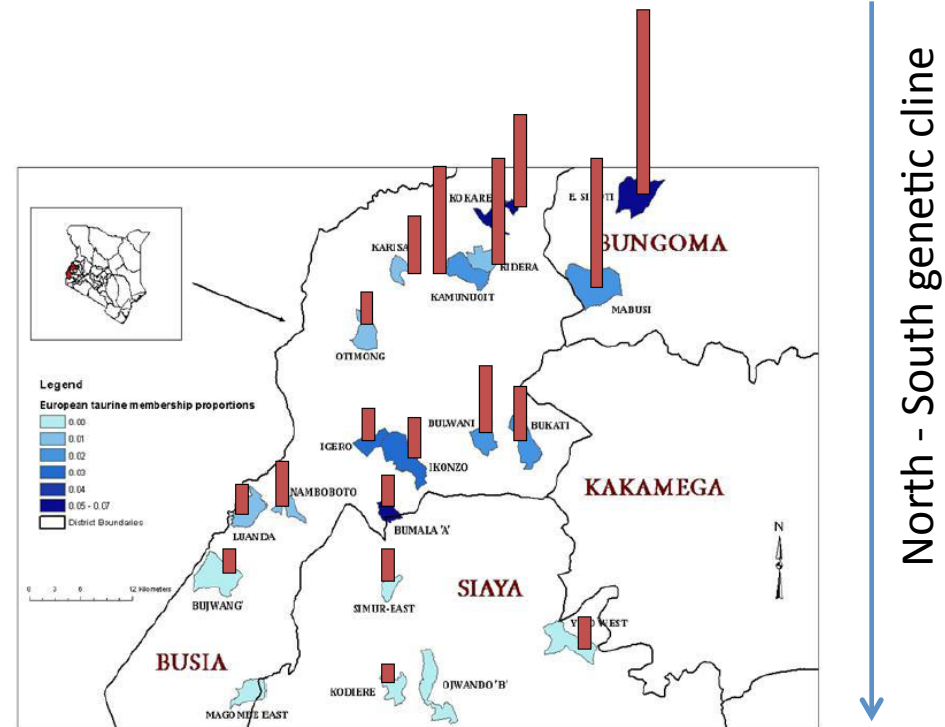 North - South genetic cline
KOKARE
BUNGOMA
KARISA
KIDERA
KAMUNUOIT
MABUSI
OTIMONG
Legend
European taurine membership proportions
0.00
0.01
0.02
0.03
0.04
0.05 - 0.07
District Boundaries
BULWANI
BUKATI
IGERO
IKONZO
KAKAMEGA
NAMBOBOTO
LUANDA
BUMALA 'A'
N
0 3 6 12 Kilometers
BUJWANG'
SIMUR-EAST
SIAYA
WEST
BUSIA
KODIERE
OJWANDO 'B'
MAGOMBE EAST